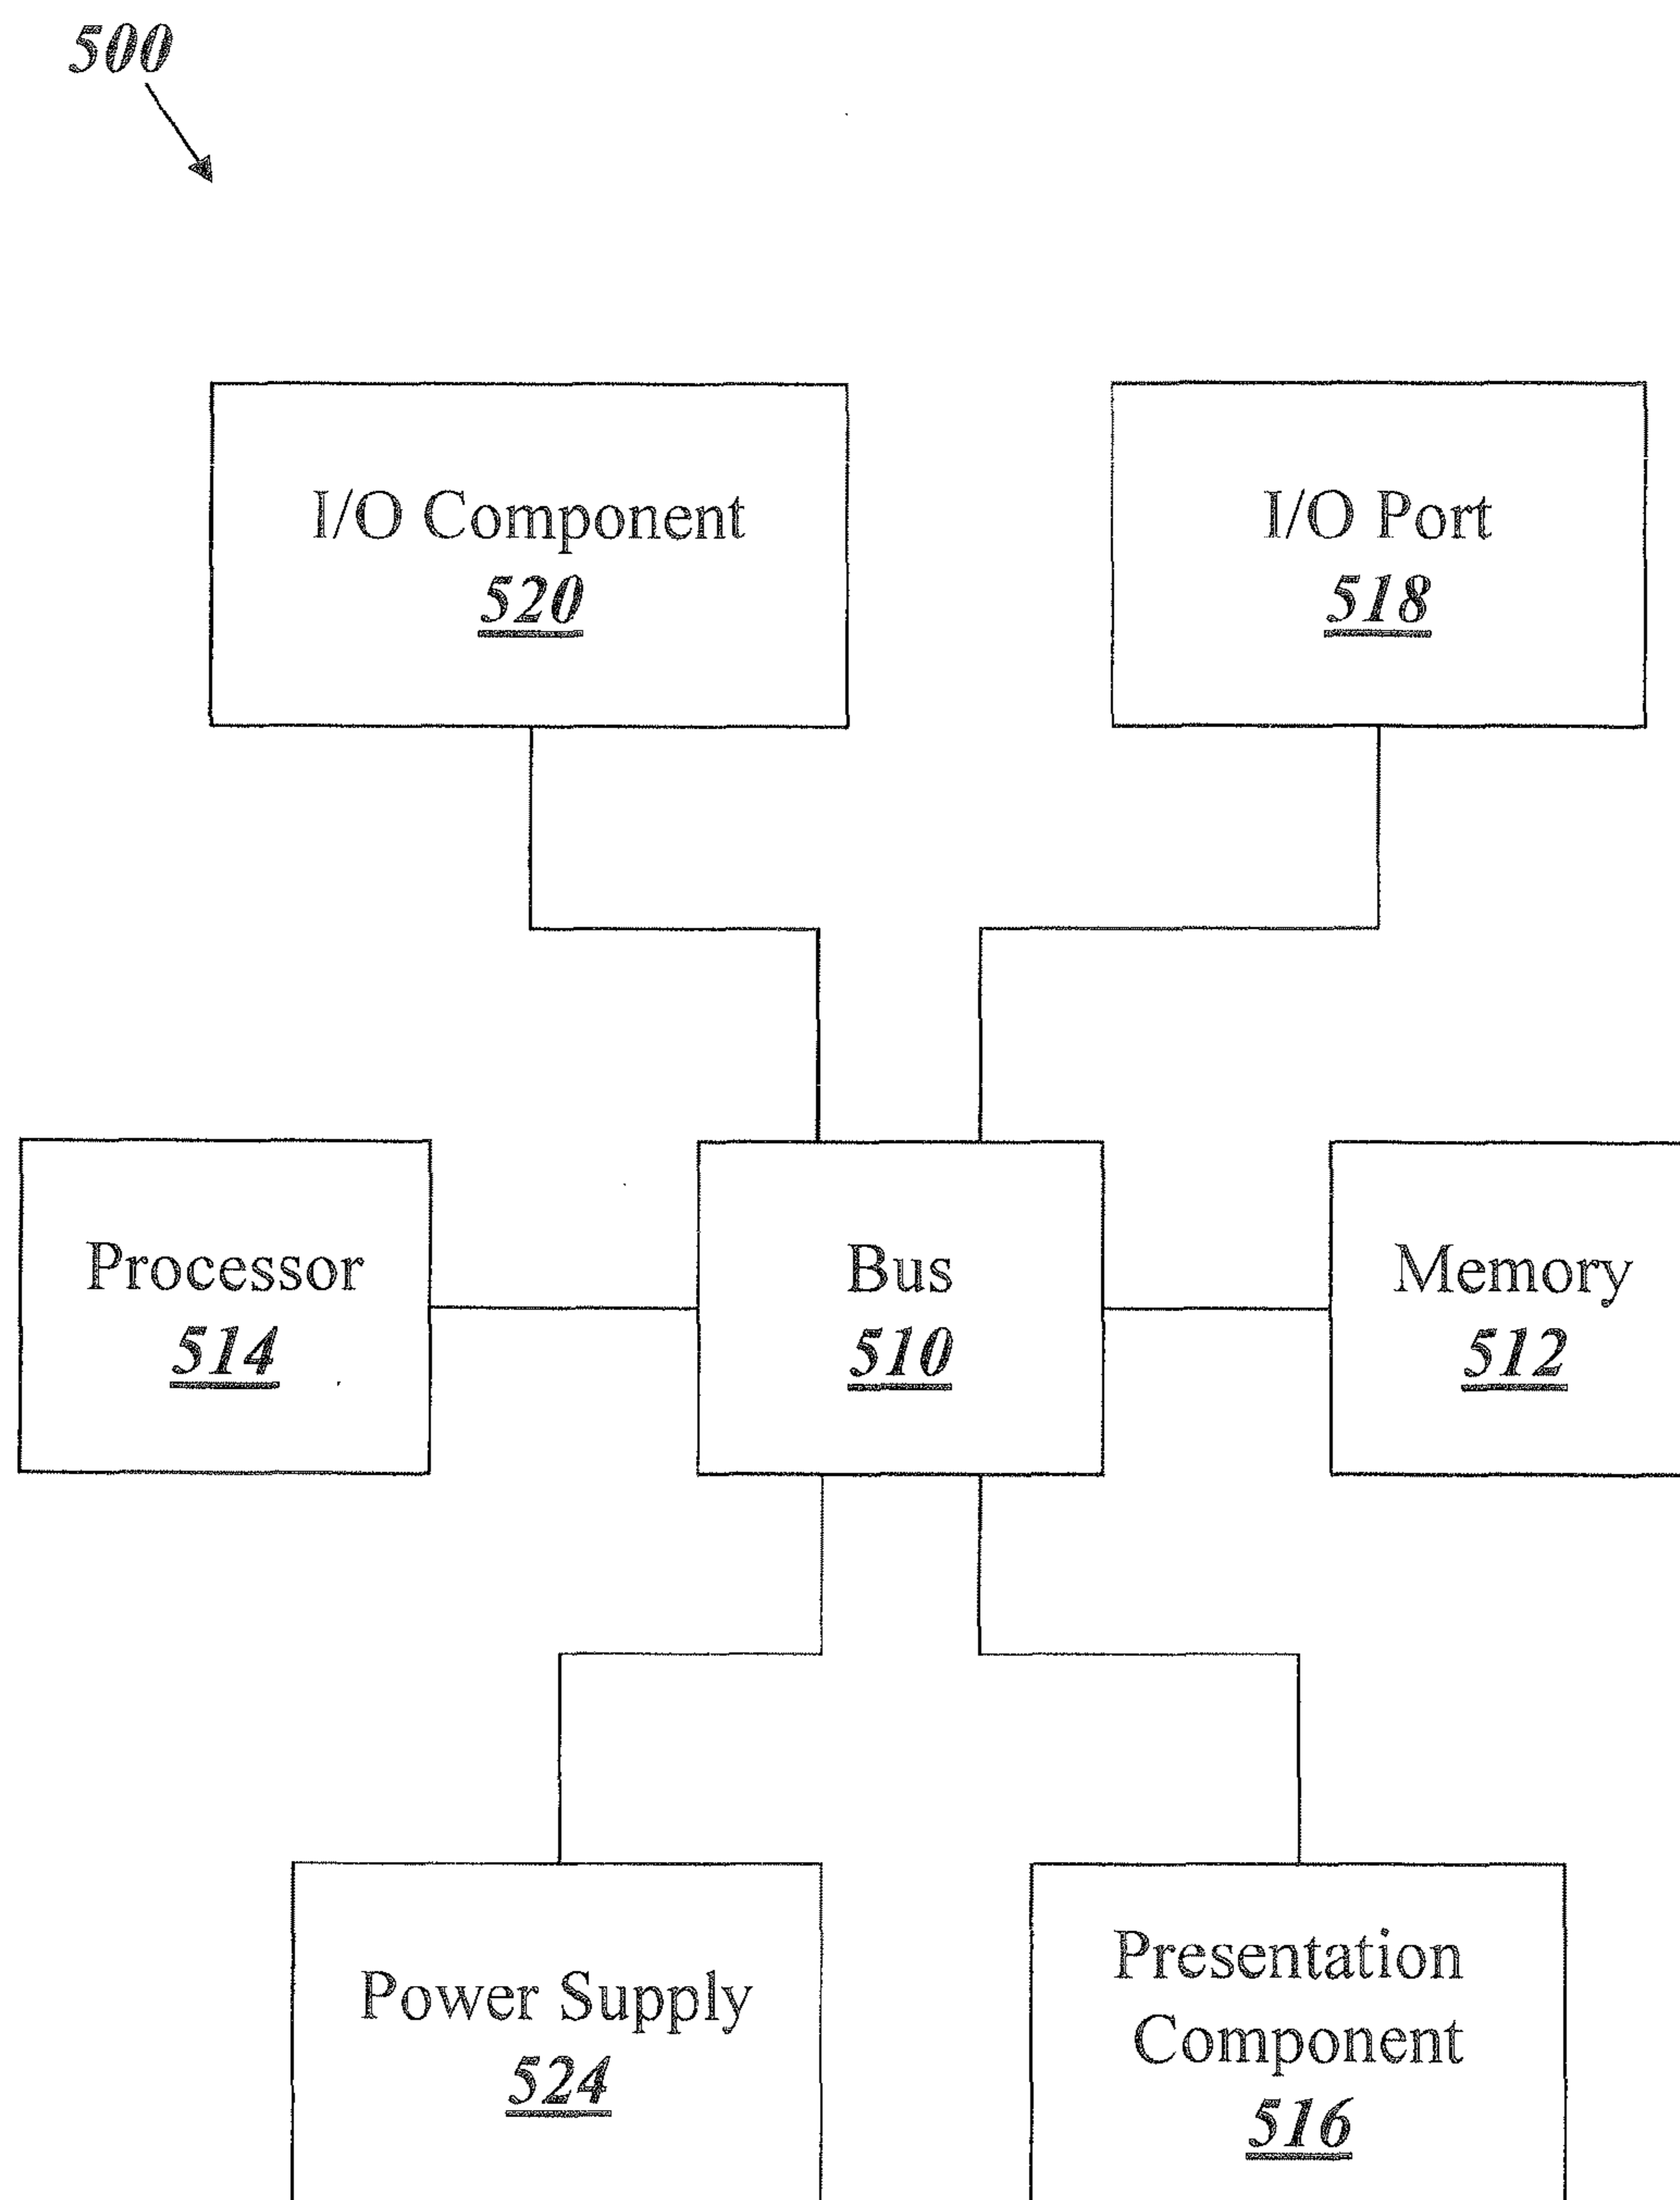 500
I/O Component
520
I/O Port
518
Processor
514
Bus
510
Memory
512
Power Supply
524
Presentation
Component
516